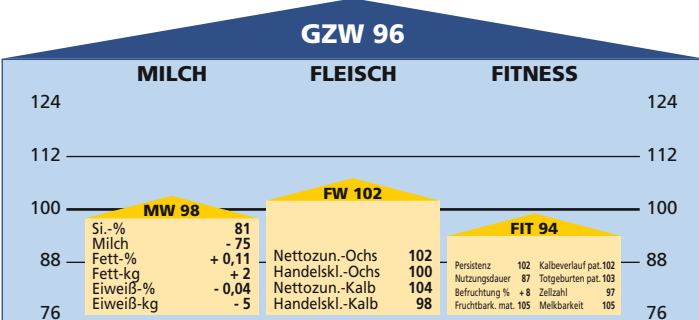 GZW 96
MILCH FLEISCH FITNESS
124 124
112 112
100 100
88 88
76 76
MW 98
Si.-% 81
Milch - 75
Fett-% + 0,11
Fett-kg + 2
Eiweiß-% - 0,04
Eiweiß-kg - 5
FW 102
Nettozun.-Ochs 102
Handelskl.-Ochs 100
Nettozun.-Kalb 104
Handelskl.-Kalb 98
FIT 94
Persistenz 102 Kalbeverlauf pat. 102
Nutzungsdauer 87 Totgeburten pat. 103
Befruchtung % + 8 Zellzahl 97
Fruchtbark. mat. 105 Melkbarkeit 105